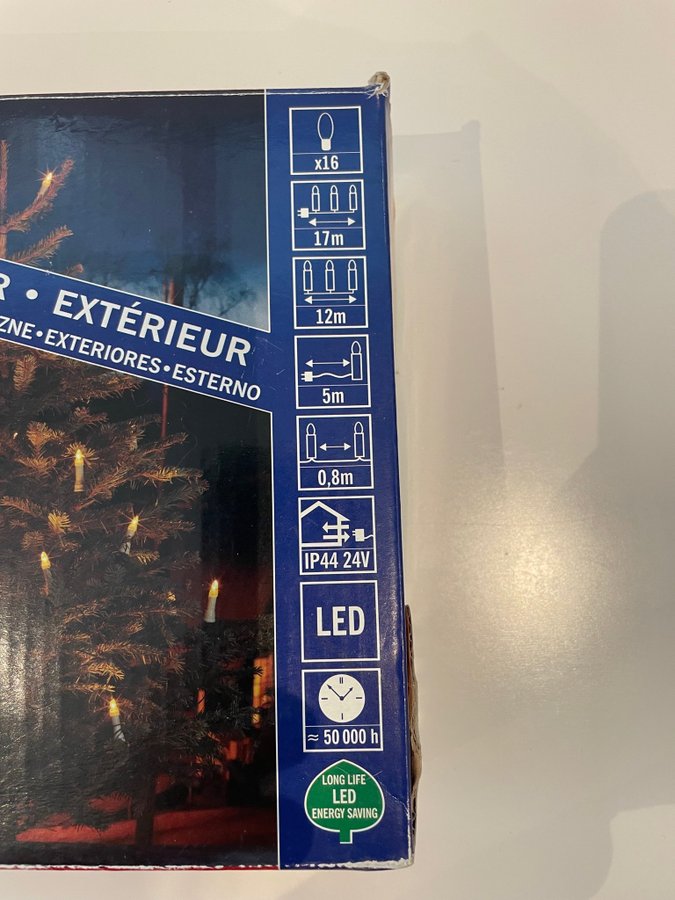 R • EXTÉRIEUR
ZNE • EXTERIORES • ESTERNO
x16
17m
12m
5m
0,8m
IP44 24V
LED
≈ 50 000 h
LONG LIFE
LED
ENERGY SAVING